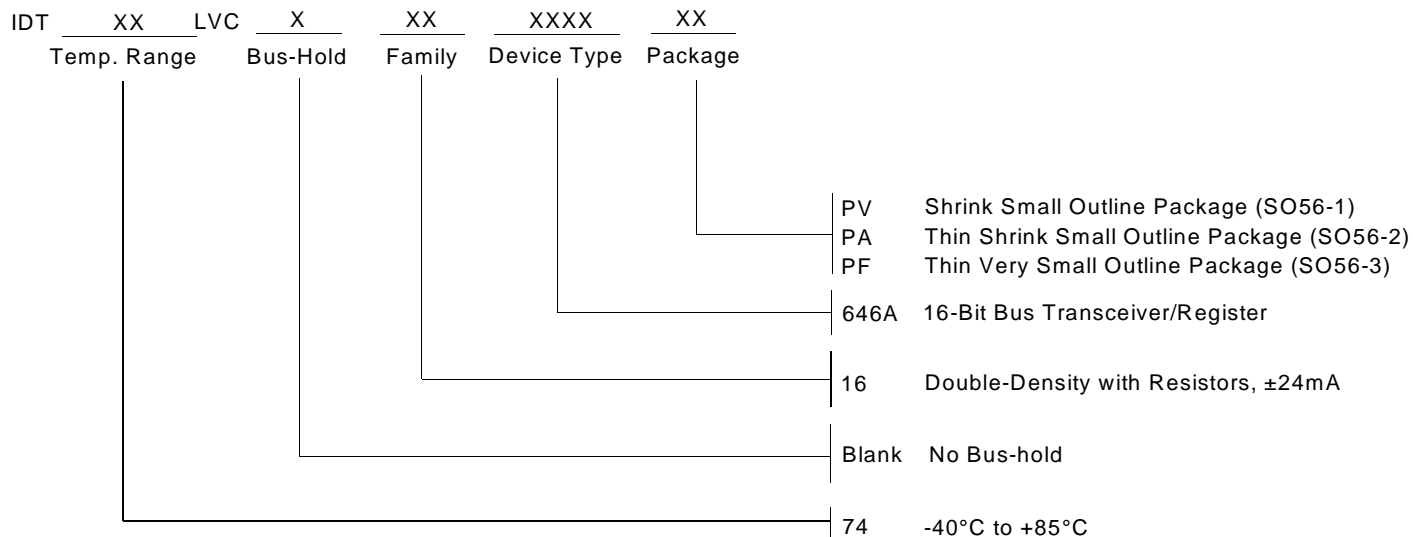 IDT XX LVC X XX XXXX XX
Temp. Range Bus-Hold Family Device Type Package
PV Shrink Small Outline Package (SO56-1)
PA Thin Shrink Small Outline Package (SO56-2)
PF Thin Very Small Outline Package (SO56-3)
646A 16-Bit Bus Transceiver/Register
16 Double-Density with Resistors, ±24mA
Blank No Bus-hold
74 -40°C to +85°C